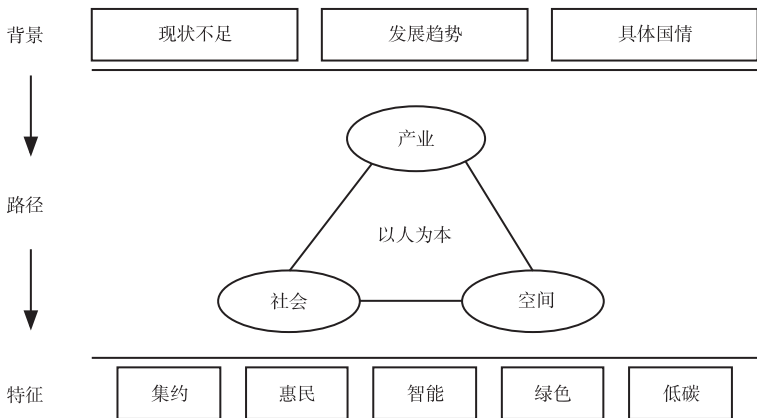 背景
现状不足
发展趋势
具体国情
产业
路径
以人为本
社会
空间
特征
集约
惠民
智能
绿色
低碳